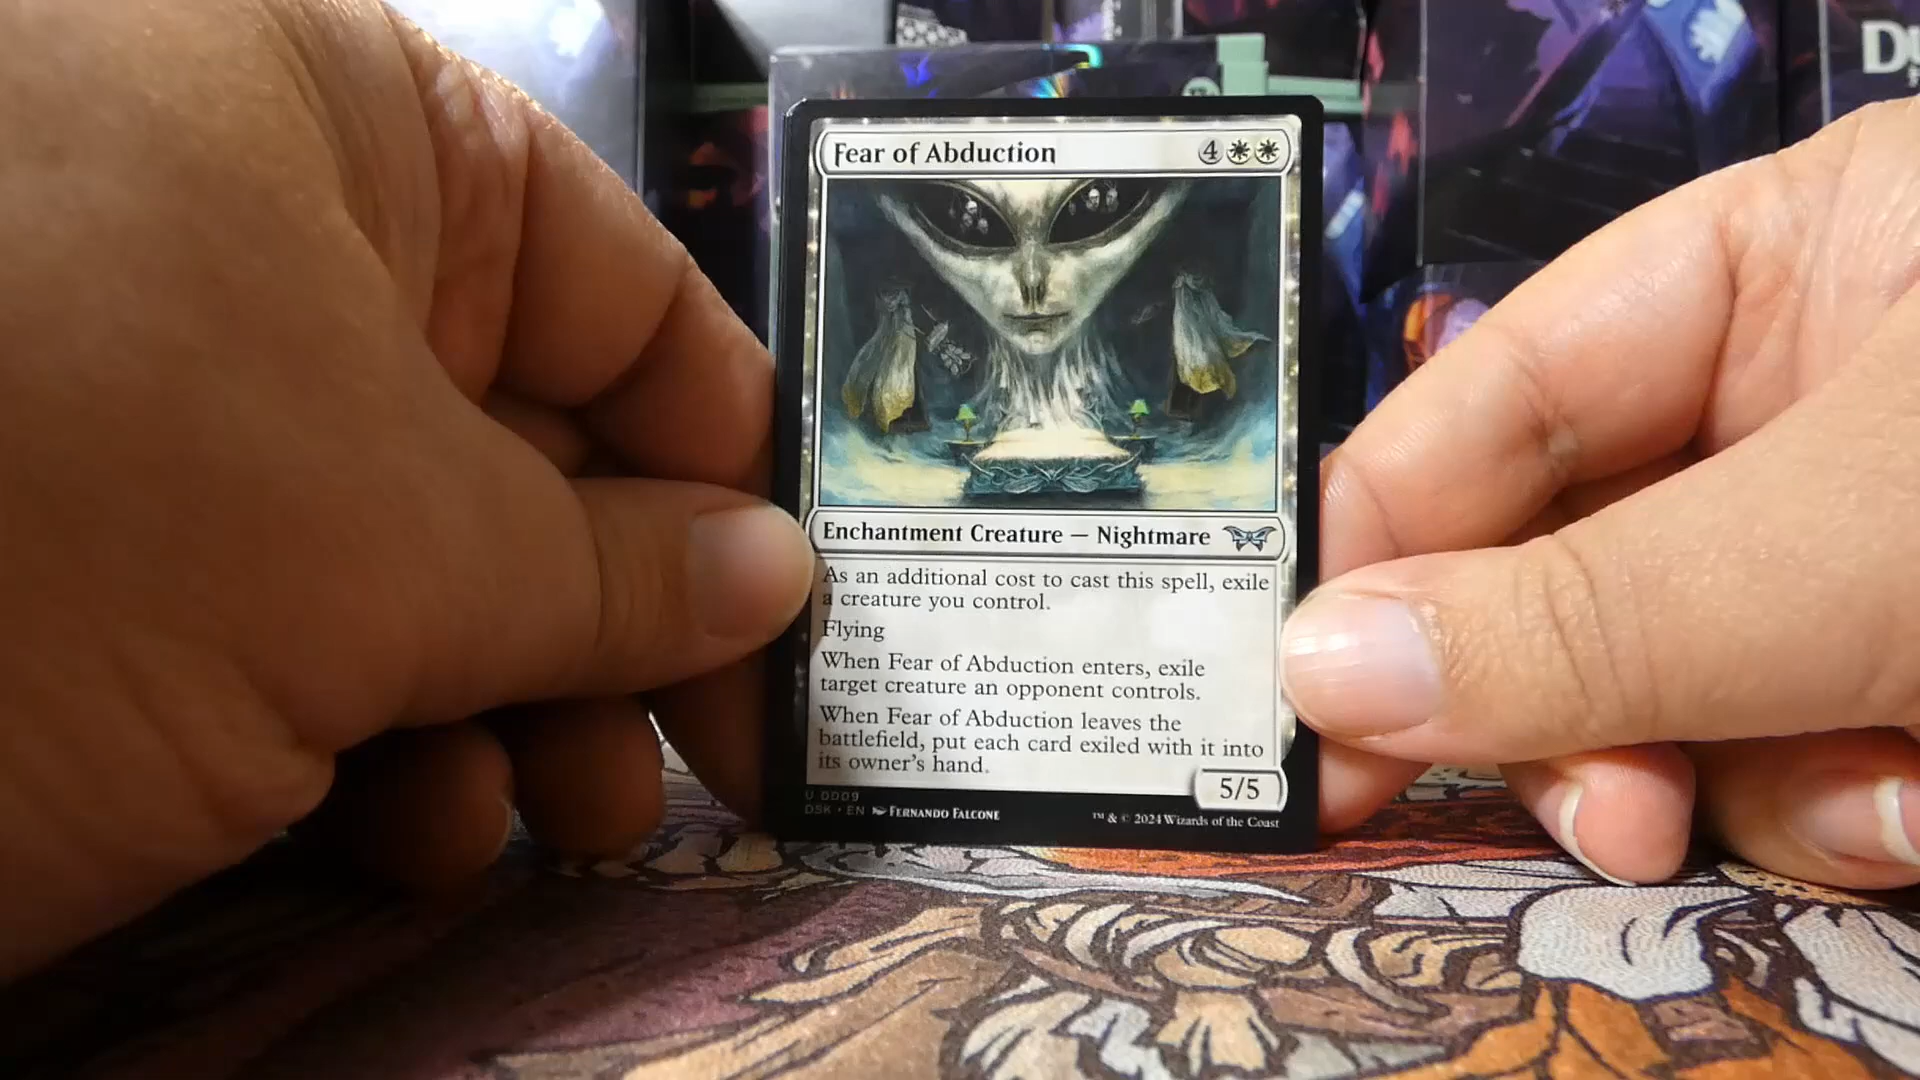 Fear of Abduction 4
Enchantment Creature — Nightmare
As an additional cost to cast this spell, exile
a creature you control.
Flying
When Fear of Abduction enters, exile
target creature an opponent controls.
When Fear of Abduction leaves the
battlefield, put each card exiled with it into
its owner's hand.
5/5
U 0009
DSK • EN FERNANDO FALCONE
™ & © 2024 Wizards of the Coast